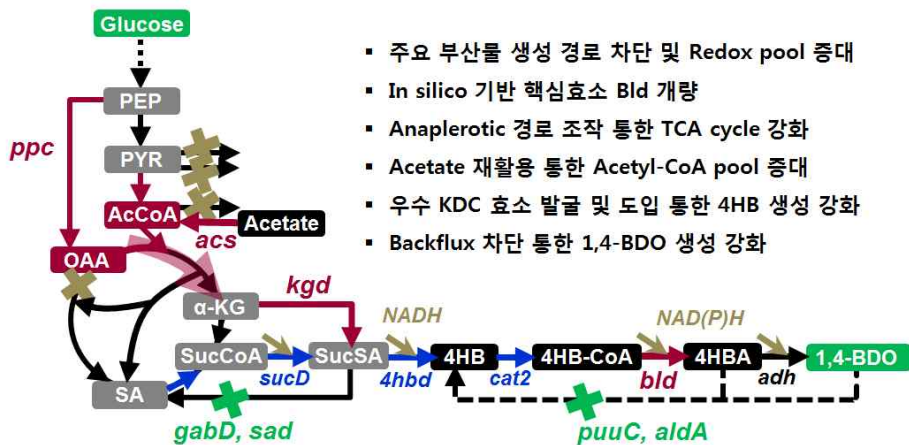 Glucose
▪ 주요 부산물 생성 경로 차단 및 Redox pool 증대
▪ In silico 기반 핵심효소 Bld 개량
▪ Anaplerotic 경로 조작 통한 TCA cycle 강화
▪ Acetate 재활용 통한 Acetyl-CoA pool 증대
▪ 우수 KDC 효소 발굴 및 도입 통한 4HB 생성 강화
▪ Backflux 차단 통한 1,4-BDO 생성 강화
PEP
ppc
PYR
AcCoA
Acetate
acs
OAA
α-KG
kgd
NADH
NAD(P)H
SucCoA
SucSA
4HB
4HB-CoA
4HBA
1,4-BDO
sucD
4hbd
cat2
bld
adh
SA
gabD, sad
puuC, aldA